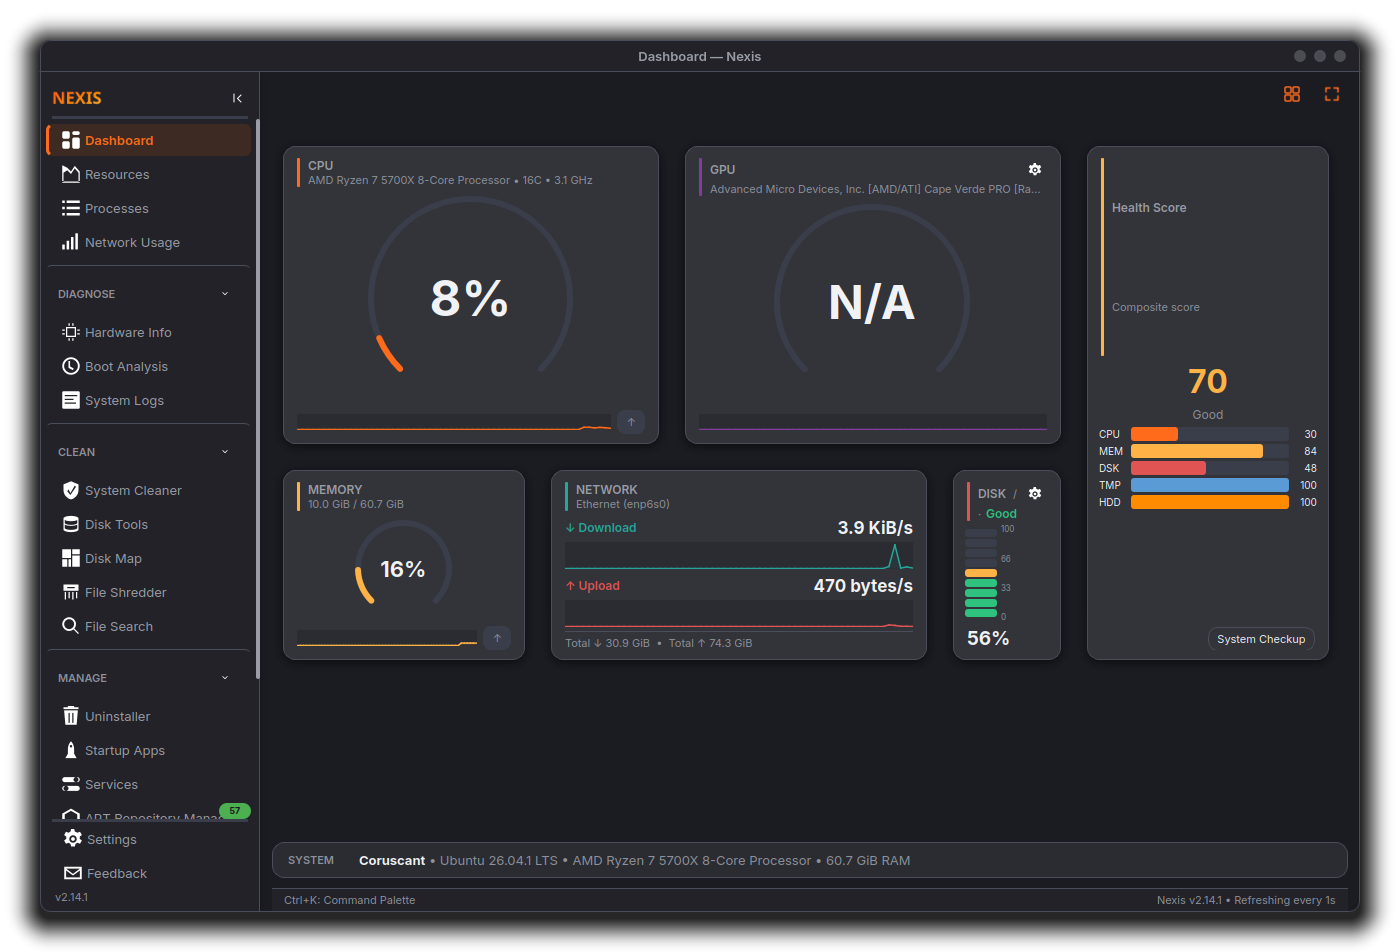 Dashboard — Nexis
NEXIS
Dashboard
Resources
Processes
Network Usage
DIAGNOSE
Hardware Info
Boot Analysis
System Logs
CLEAN
System Cleaner
Disk Tools
Disk Map
File Shredder
File Search
MANAGE
Uninstaller
Startup Apps
Services
APT Repository Mana
57
Settings
Feedback
v2.14.1
CPU
AMD Ryzen 7 5700X 8-Core Processor • 16C • 3.1 GHz
8%
↑
GPU
Advanced Micro Devices, Inc. [AMD/ATI] Cape Verde PRO [Ra...
N/A
Health Score
Composite score
70
Good
CPU 30
MEM 84
DSK 48
TMP 100
HDD 100
System Checkup
MEMORY
10.0 GiB / 60.7 GiB
16%
↑
NETWORK
Ethernet (enp6s0)
↓ Download 3.9 KiB/s
↑ Upload 470 bytes/s
Total ↓ 30.9 GiB • Total ↑ 74.3 GiB
DISK /
· Good
100
66
33
0
56%
SYSTEM Coruscant • Ubuntu 26.04.1 LTS • AMD Ryzen 7 5700X 8-Core Processor • 60.7 GiB RAM
Ctrl+K: Command Palette
Nexis v2.14.1 • Refreshing every 1s